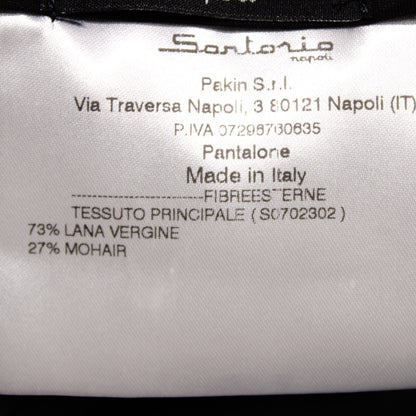 Sartorio
napoli
Pakin S.r.l.
Via Traversa Napoli, 3 80121 Napoli (IT)
P.IVA 07296760635
Pantalone
Made in Italy
----------------------FIBREESTERNE
TESSUTO PRINCIPALE ( S0702302 )
73% LANA VERGINE
27% MOHAIR